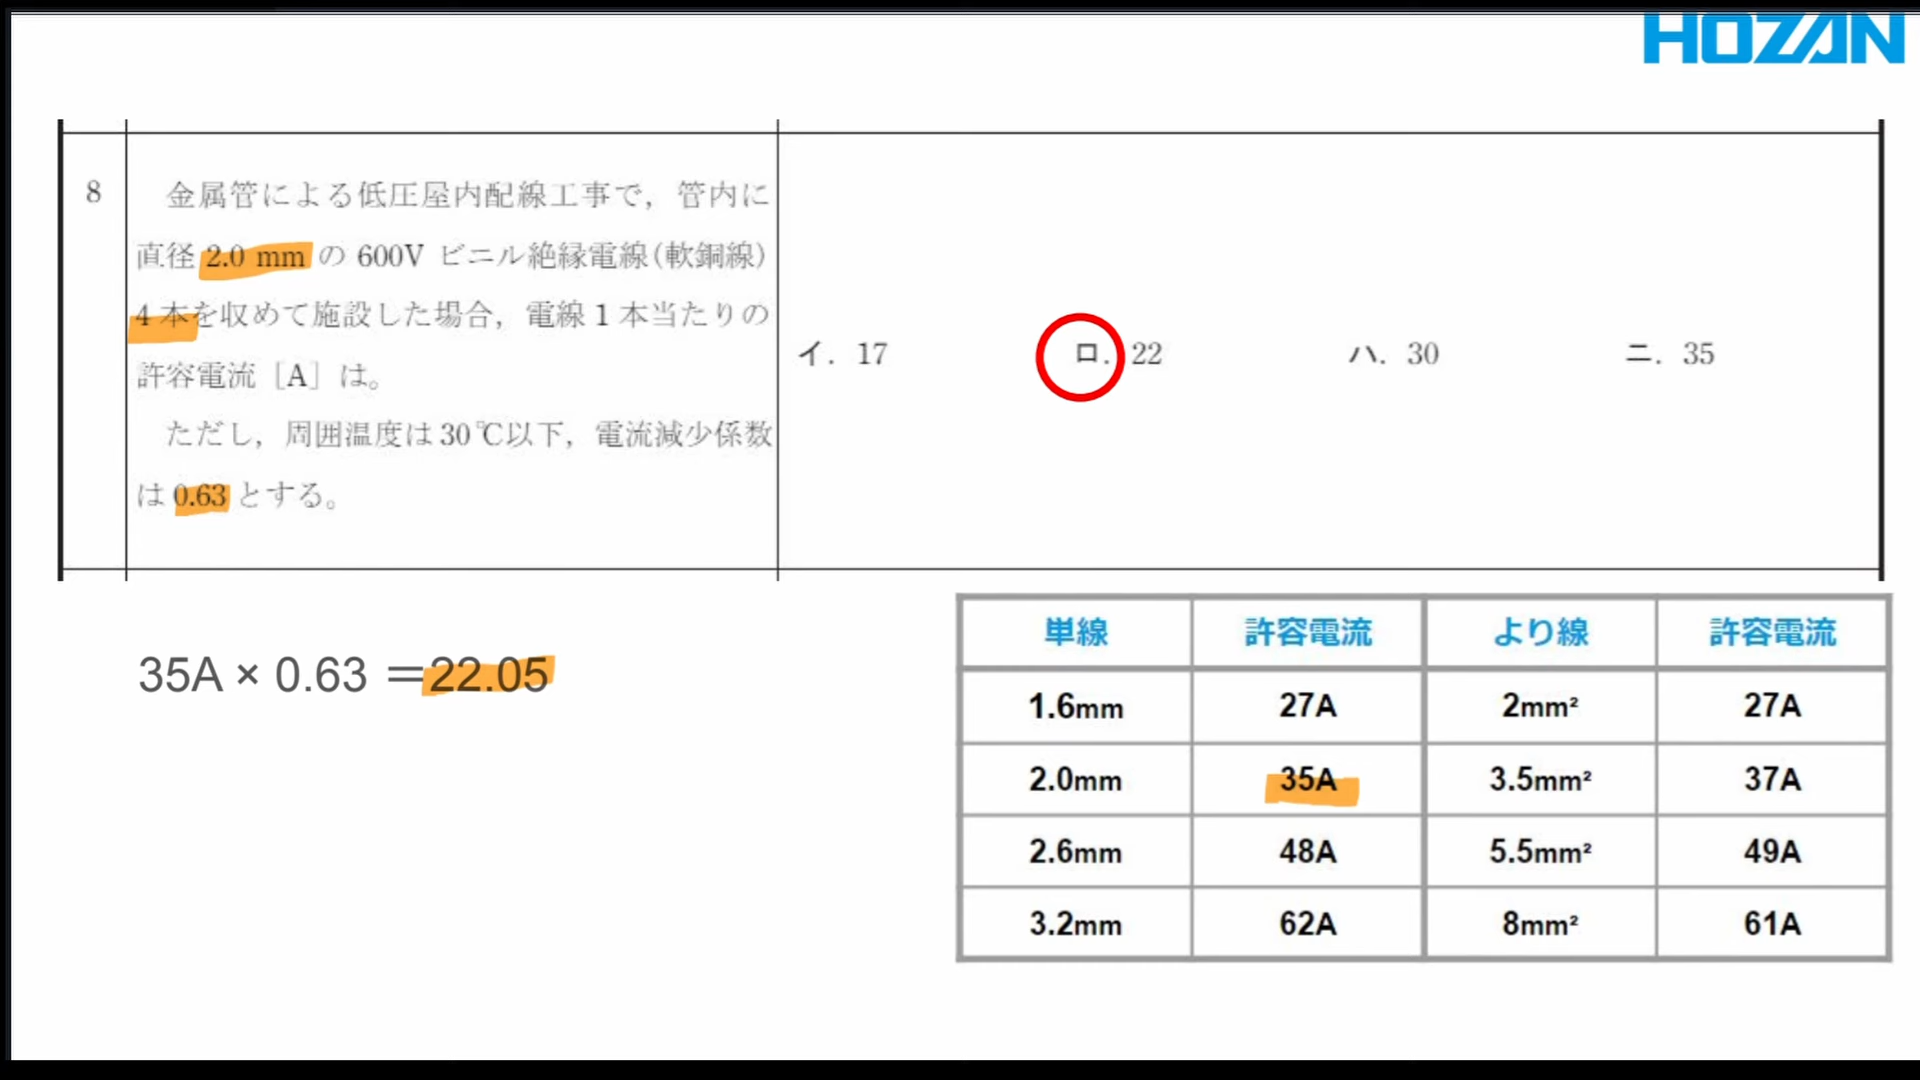 HOZAN
8
金属管による低圧屋内配線工事で，管内に
直径 2.0 mm の 600V ビニル絶縁電線(軟銅線)
4 本を収めて施設した場合，電線 1 本当たりの
許容電流［A］は。
ただし，周囲温度は 30 ℃以下，電流減少係数
は 0.63 とする。
イ．17 ロ．22 ハ．30 ニ．35
35A × 0.63 ＝22.05
単線 許容電流 より線 許容電流
1.6mm 27A 2mm² 27A
2.0mm 35A 3.5mm² 37A
2.6mm 48A 5.5mm² 49A
3.2mm 62A 8mm² 61A